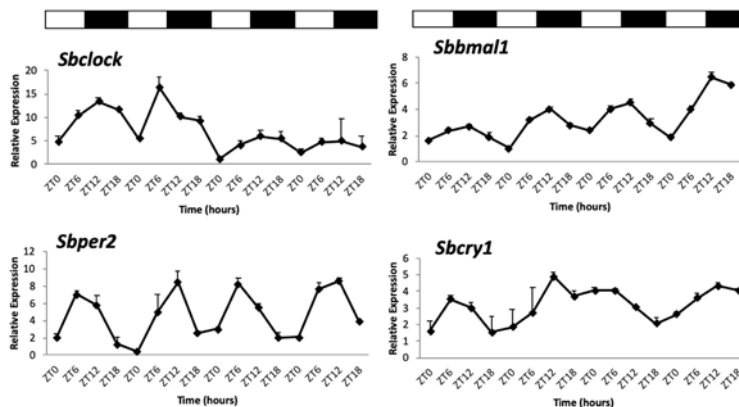 Sbclock
Relative Expression
20
15
10
5
0
ZT0 ZT6 ZT12 ZT18 ZT0 ZT6 ZT12 ZT18 ZT0 ZT6 ZT12 ZT18 ZT0 ZT6 ZT12 ZT18
Time (hours)
Sbbmal1
Relative Expression
8
6
4
2
0
ZT0 ZT6 ZT12 ZT18 ZT0 ZT6 ZT12 ZT18 ZT0 ZT6 ZT12 ZT18 ZT0 ZT6 ZT12 ZT18
Time (hours)
Sbper2
Relative Expression
12
10
8
6
4
2
0
ZT0 ZT6 ZT12 ZT18 ZT0 ZT6 ZT12 ZT18 ZT0 ZT6 ZT12 ZT18 ZT0 ZT6 ZT12 ZT18
Time (hours)
Sbcry1
Relative Expression
6
5
4
3
2
1
0
ZT0 ZT6 ZT12 ZT18 ZT0 ZT6 ZT12 ZT18 ZT0 ZT6 ZT12 ZT18 ZT0 ZT6 ZT12 ZT18
Time (hours)